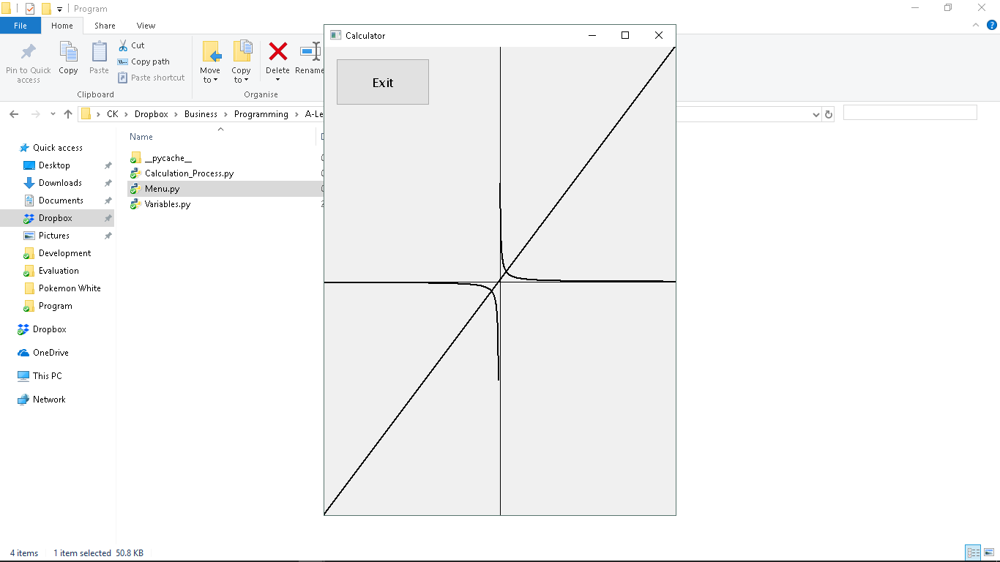 Program
File Home Share View
Pin to Quick access
Copy
Paste
Cut
Copy path
Paste shortcut
Clipboard
Move to
Copy to
Delete
Rename
Organise
CK Dropbox Business Programming A-Le
Name
__pycache__
Calculation_Process.py
Menu.py
Variables.py
Quick access
Desktop
Downloads
Documents
Dropbox
Pictures
Development
Evaluation
Pokemon White
Program
Dropbox
OneDrive
This PC
Network
Calculator
Exit
4 items 1 item selected 50.8 KB